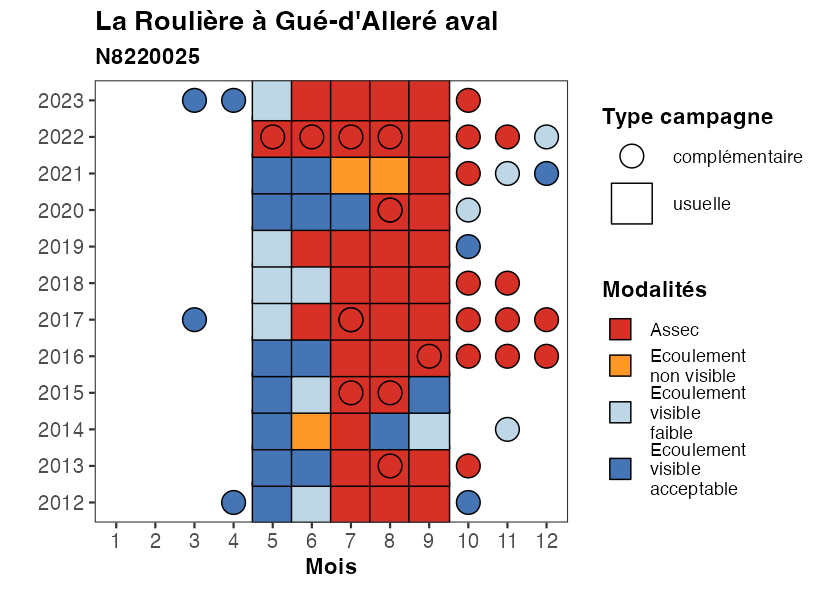 La Roulière à Gué-d'Alleré aval
N8220025
2023
2022
2021
2020
2019
2018
2017
2016
2015
2014
2013
2012
1 2 3 4 5 6 7 8 9 10 11 12
Mois
Type campagne
complémentaire
usuelle
Modalités
Assec
Ecoulement
non visible
Ecoulement
visible
faible
Ecoulement
visible
acceptable